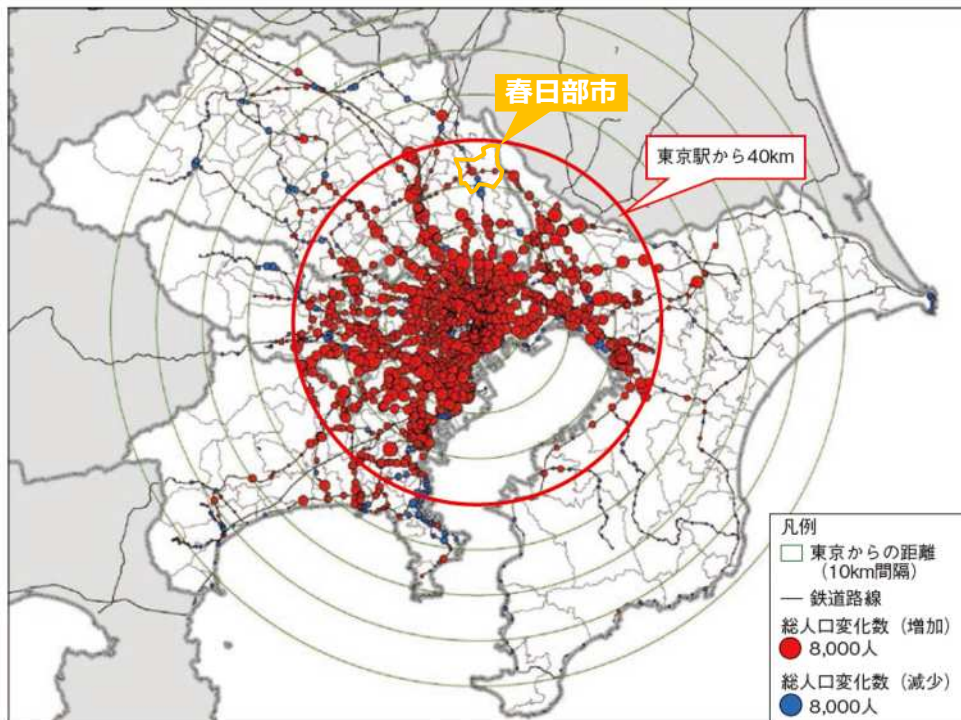 春日部市
東京駅から40km
凡例
東京からの距離
(10km間隔)
鉄道路線
総人口変化数（増加）
8,000人
総人口変化数（減少）
8,000人